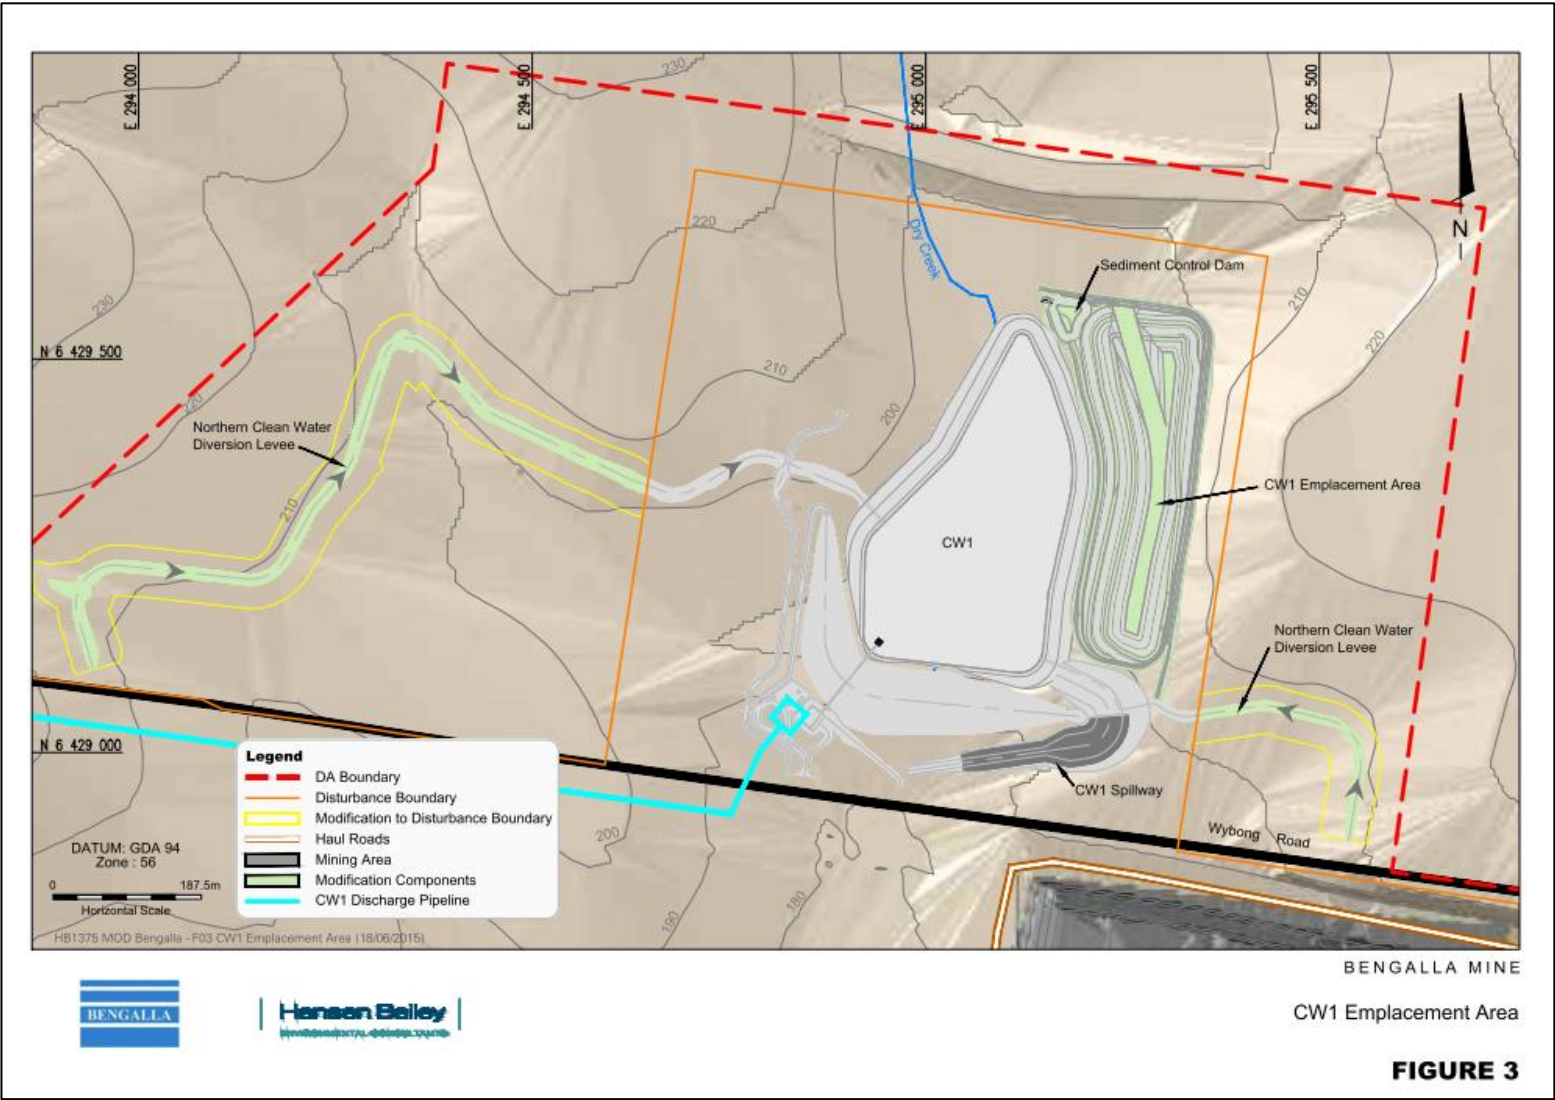 E 294 000
E 294 500
E 295 000
E 295 500
230
N
220
Dry Creek
Sediment Control Dam
230
210
N 6 429 500
220
210
220
200
Northern Clean Water
Diversion Levee
CW1 Emplacement Area
210
CW1
Northern Clean Water
Diversion Levee
N 6 429 000
Legend
DA Boundary
Disturbance Boundary
Modification to Disturbance Boundary
Haul Roads
Mining Area
Modification Components
CW1 Discharge Pipeline
CW1 Spillway
Wybong Road
200
190
180
DATUM: GDA 94
Zone : 56
0 187.5m
Horizontal Scale
HB1375 MOD Bengalla - F03 CW1 Emplacement Area (18/06/2015)
BENGALLA MINE
BENGALLA
Hansen Bailey
ENVIRONMENTAL CONSULTANTS
CW1 Emplacement Area
FIGURE 3